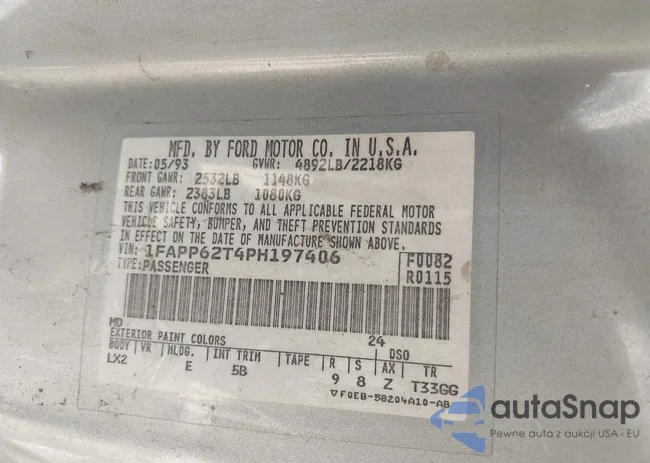 MFD. BY FORD MOTOR CO. IN U.S.A.
DATE: 05/93 GVWR: 4892LB/2218KG
FRONT GAWR: 2532LB 1148KG
REAR GAWR: 2383LB 1080KG
THIS VEHICLE CONFORMS TO ALL APPLICABLE FEDERAL MOTOR
VEHICLE SAFETY, BUMPER, AND THEFT PREVENTION STANDARDS
IN EFFECT ON THE DATE OF MANUFACTURE SHOWN ABOVE.
VIN: 1FAPP62T4PH197406 F0082
TYPE: PASSENGER R0115
MD 24
EXTERIOR PAINT COLORS DSO
BODY VR MLDG. INT TRIM TAPE R S AX TR
LX2 E 5B 9 8 Z T33GG
▽F0EB-58204A10-AB
autaSnap
Pewne auta z aukcji USA i EU